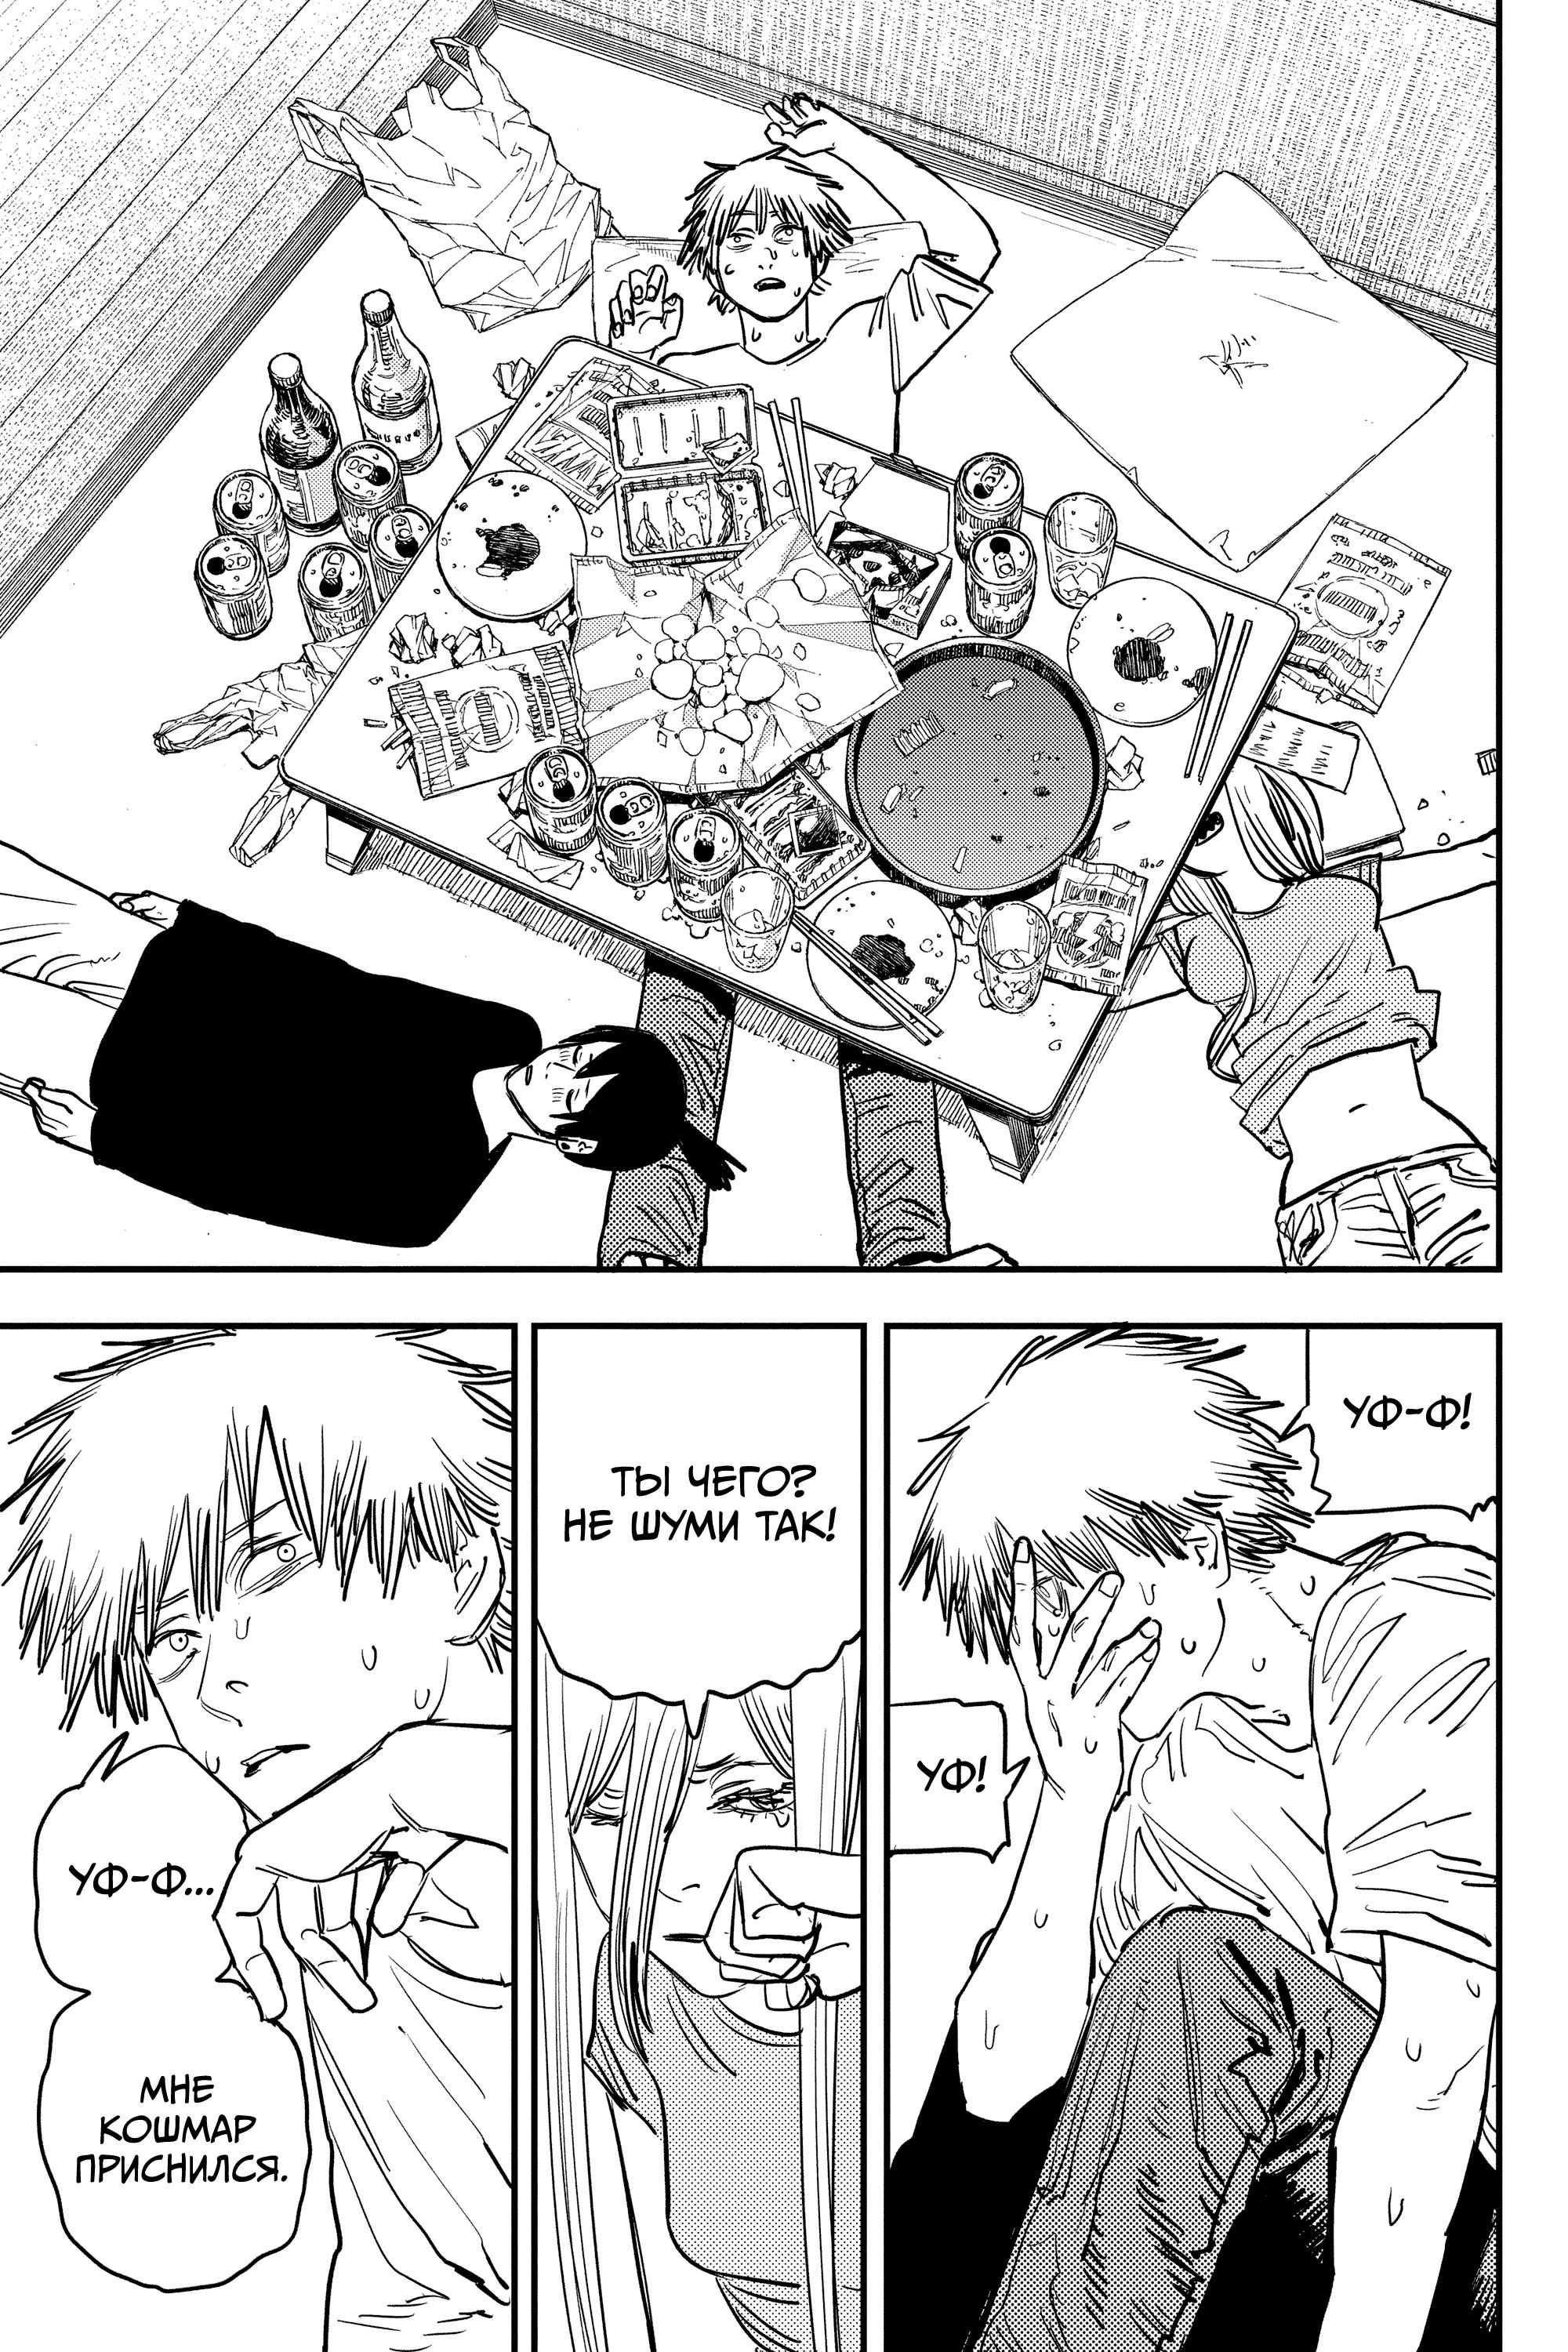 УФ-Ф!
УФ!
ТЫ ЧЕГО?
НЕ ШУМИ ТАК!
УФ-Ф...
МНЕ
КОШМАР
ПРИСНИЛСЯ.